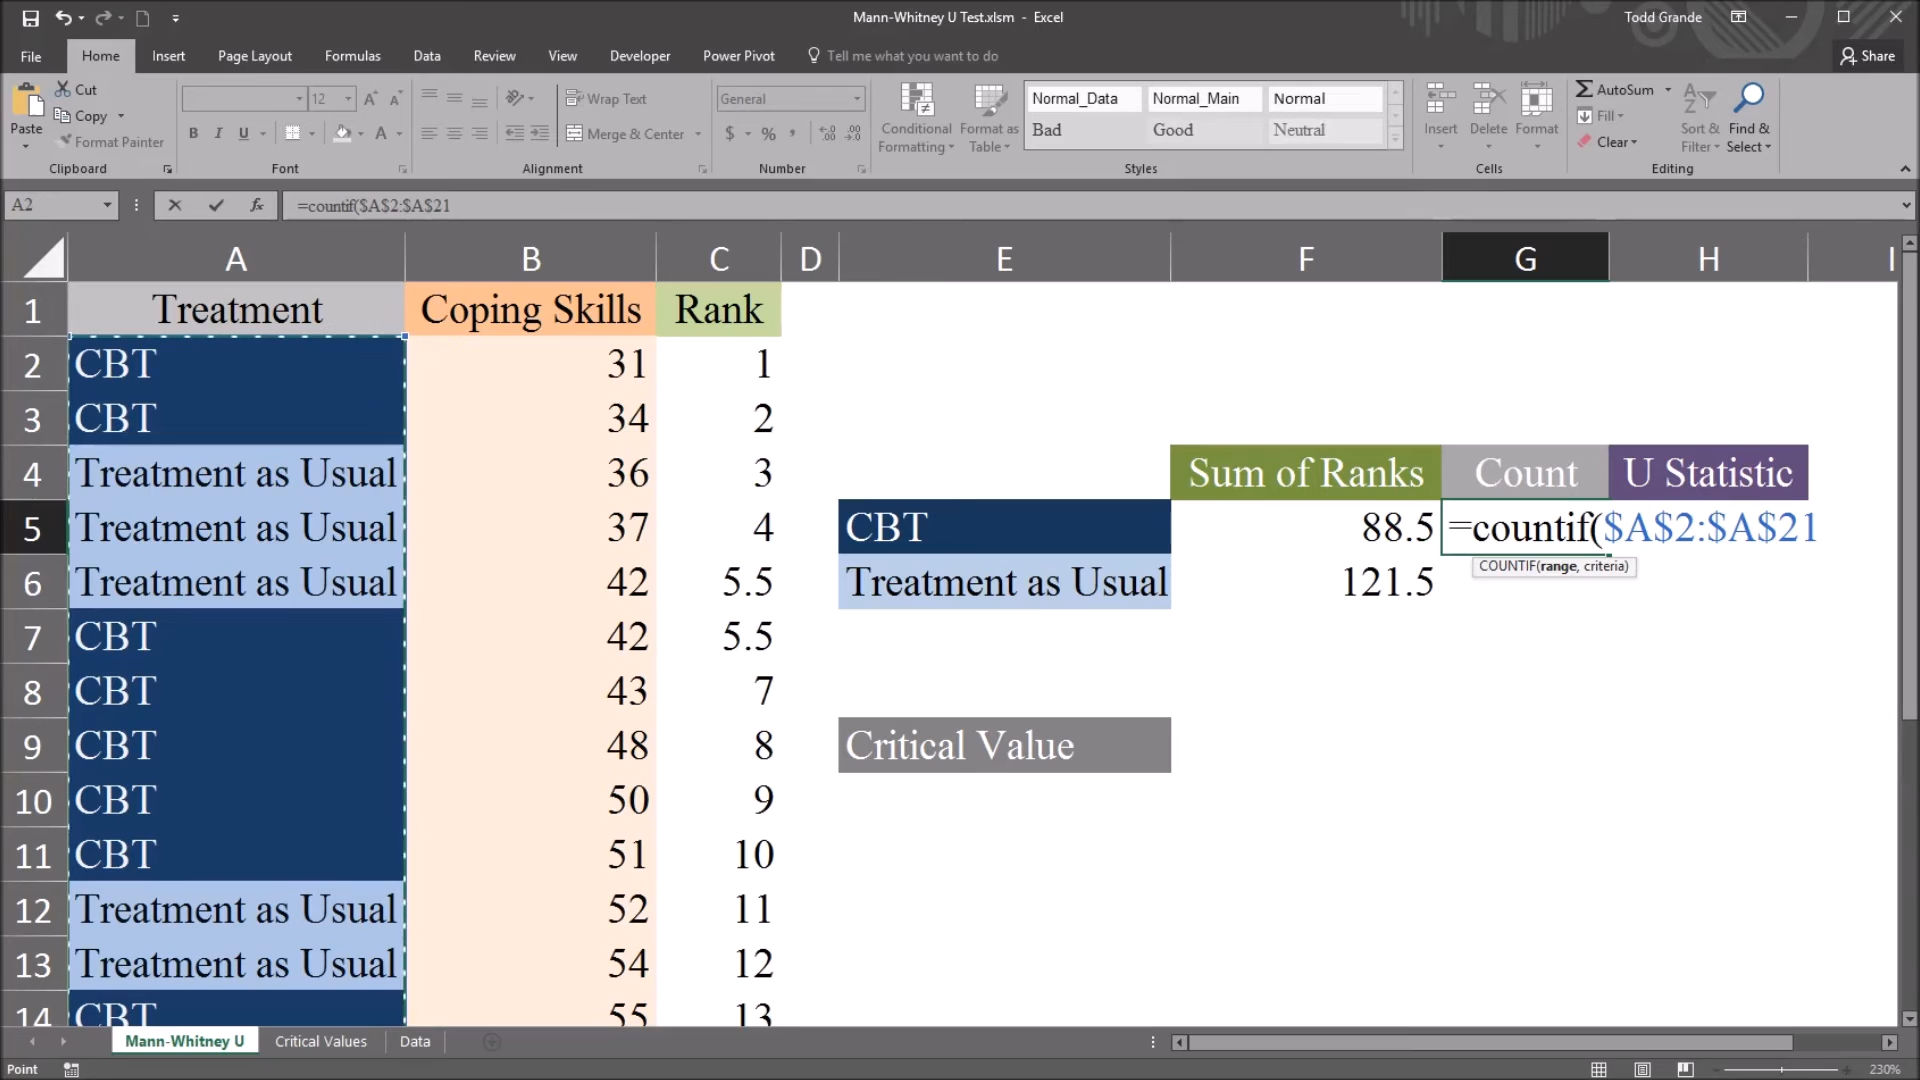 Mann-Whitney U Test.xlsm - Excel
Todd Grande
File Home Insert Page Layout Formulas Data Review View Developer Power Pivot Tell me what you want to do Share
Paste
Cut
Copy
Format Painter
Clipboard
12
Font
Wrap Text
Merge & Center
Alignment
General
Number
Conditional Formatting
Format as Table
Normal_Data Normal_Main Normal
Bad Good Neutral
Styles
Insert Delete Format
Cells
AutoSum
Fill
Clear
Sort & Filter
Find & Select
Editing
A2 fx =countif($A$2:$A$21
A B C D E F G H I
1 Treatment Coping Skills Rank
2 CBT 31 1
3 CBT 34 2
4 Treatment as Usual 36 3 Sum of Ranks Count U Statistic
5 Treatment as Usual 37 4 CBT 88.5 =countif($A$2:$A$21
COUNTIF(range, criteria)
6 Treatment as Usual 42 5.5 Treatment as Usual 121.5
7 CBT 42 5.5
8 CBT 43 7
9 CBT 48 8 Critical Value
10 CBT 50 9
11 CBT 51 10
12 Treatment as Usual 52 11
13 Treatment as Usual 54 12
14 CBT 55 13
Mann-Whitney U Critical Values Data
Point 230%